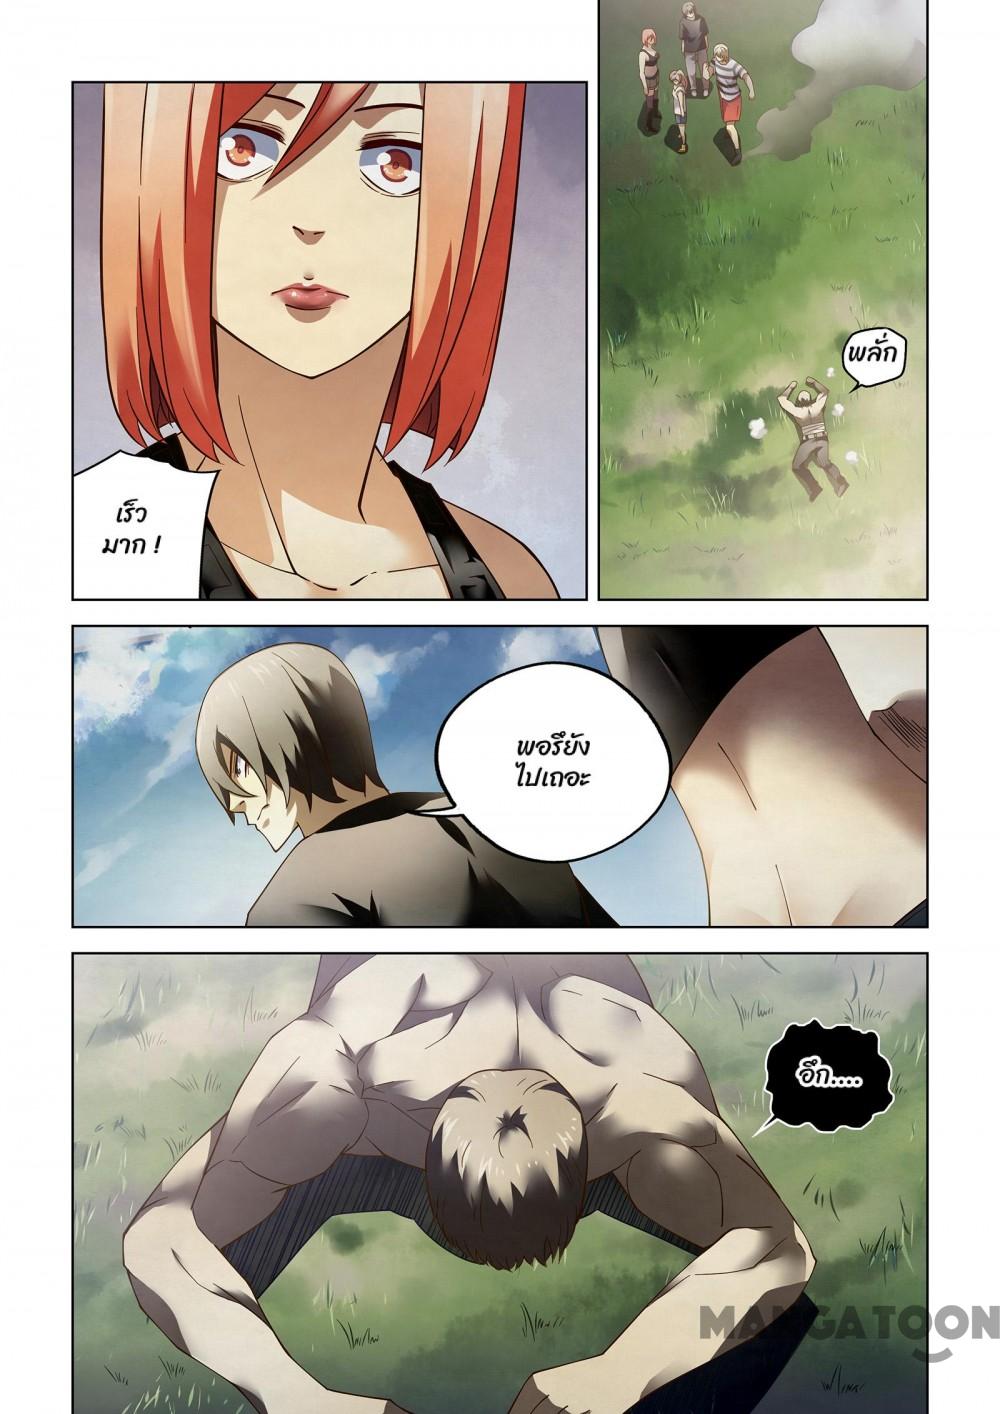 เร็ว
มาก !
พลั่ก
พอรึยัง
ไปเถอะ
อึก....
MANGATOON